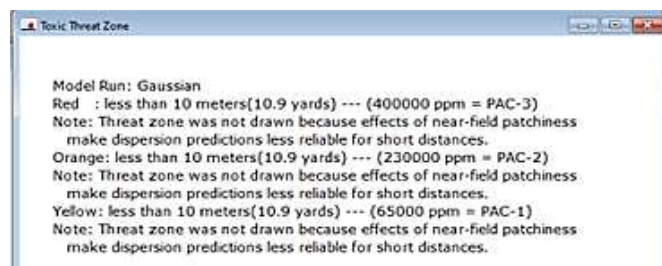 Toxic Threat Zone
Model Run: Gaussian
Red : less than 10 meters(10.9 yards) --- (400000 ppm = PAC-3)
Note: Threat zone was not drawn because effects of near-field patchiness
make dispersion predictions less reliable for short distances.
Orange: less than 10 meters(10.9 yards) --- (230000 ppm = PAC-2)
Note: Threat zone was not drawn because effects of near-field patchiness
make dispersion predictions less reliable for short distances.
Yellow: less than 10 meters(10.9 yards) --- (65000 ppm = PAC-1)
Note: Threat zone was not drawn because effects of near-field patchiness
make dispersion predictions less reliable for short distances.